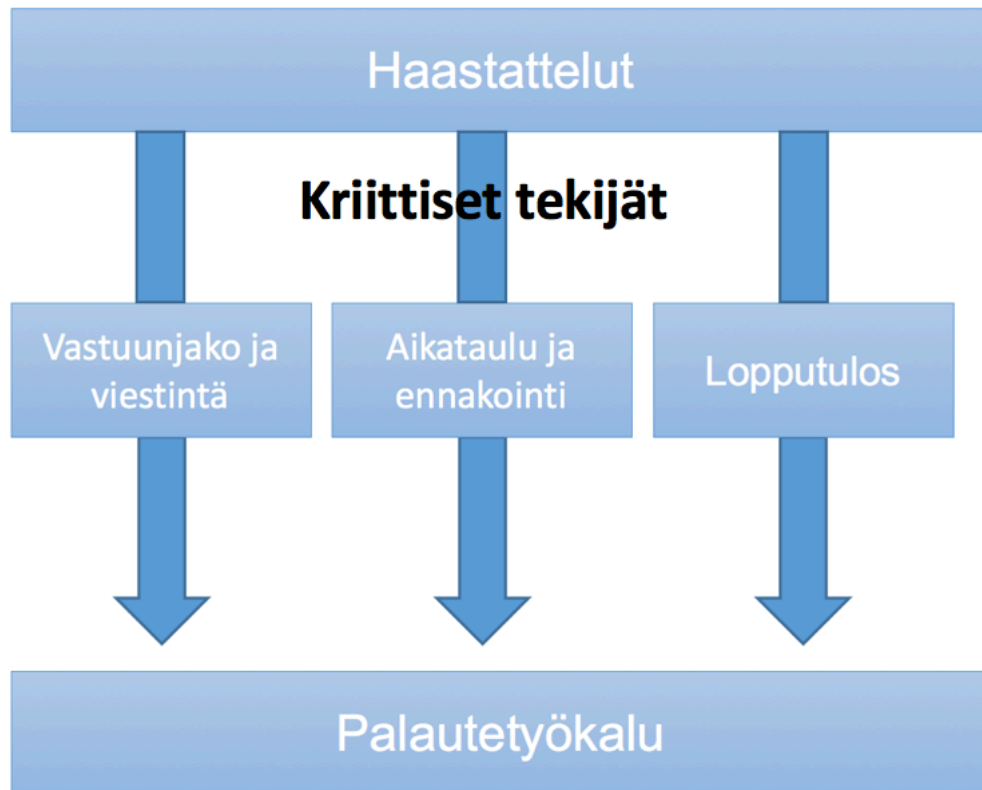 Haastattelut
Kriittiset tekijät
Vastuunjako ja
viestintä
Aikataulu ja
ennakointi
Lopputulos
Palautetyökalu